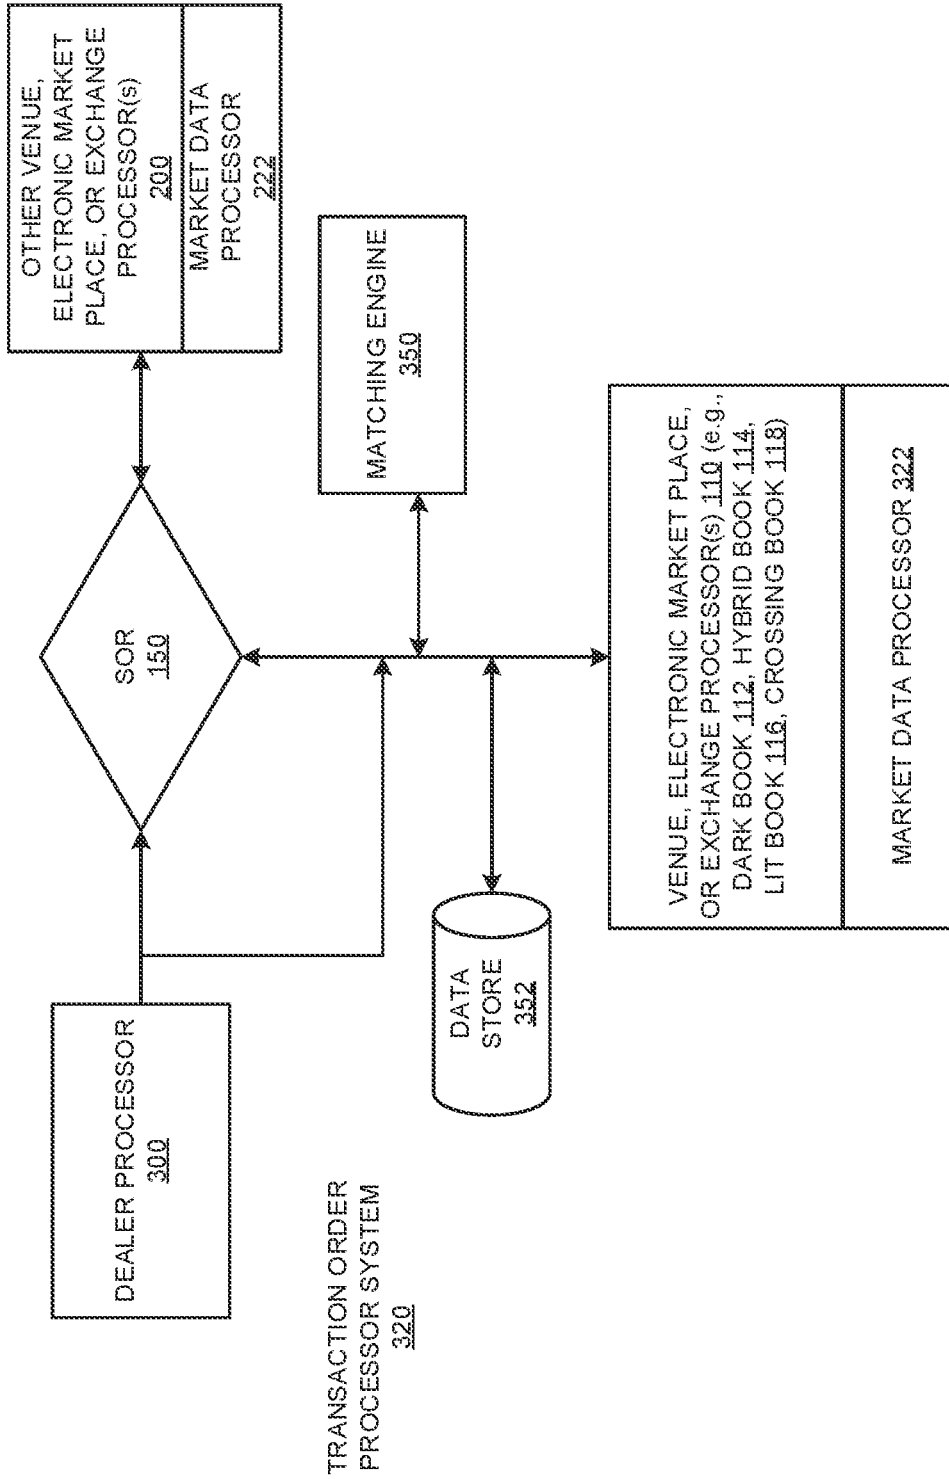 DEALER PROCESSOR
300
SOR
150
OTHER VENUE,
ELECTRONIC MARKET
PLACE, OR EXCHANGE
PROCESSOR(s)
200
MARKET DATA
PROCESSOR
222
MATCHING ENGINE
350
DATA
STORE
352
TRANSACTION ORDER
PROCESSOR SYSTEM
320
VENUE, ELECTRONIC MARKET PLACE,
OR EXCHANGE PROCESSOR(s) 110 (e.g.,
DARK BOOK 112, HYBRID BOOK 114,
LIT BOOK 116, CROSSING BOOK 118)
MARKET DATA PROCESSOR 322